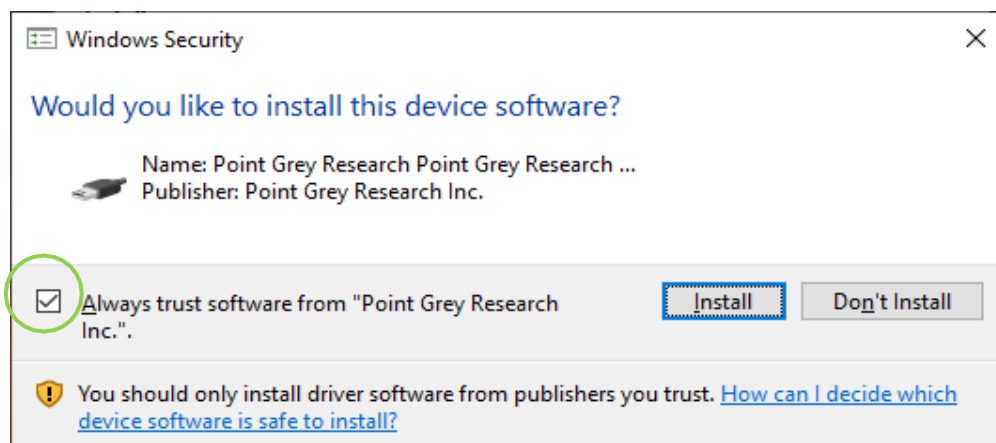 Windows Security
Would you like to install this device software?
Name: Point Grey Research Point Grey Research ...
Publisher: Point Grey Research Inc.
Always trust software from "Point Grey Research
Inc.".
Install
Don't Install
You should only install driver software from publishers you trust. How can I decide which
device software is safe to install?